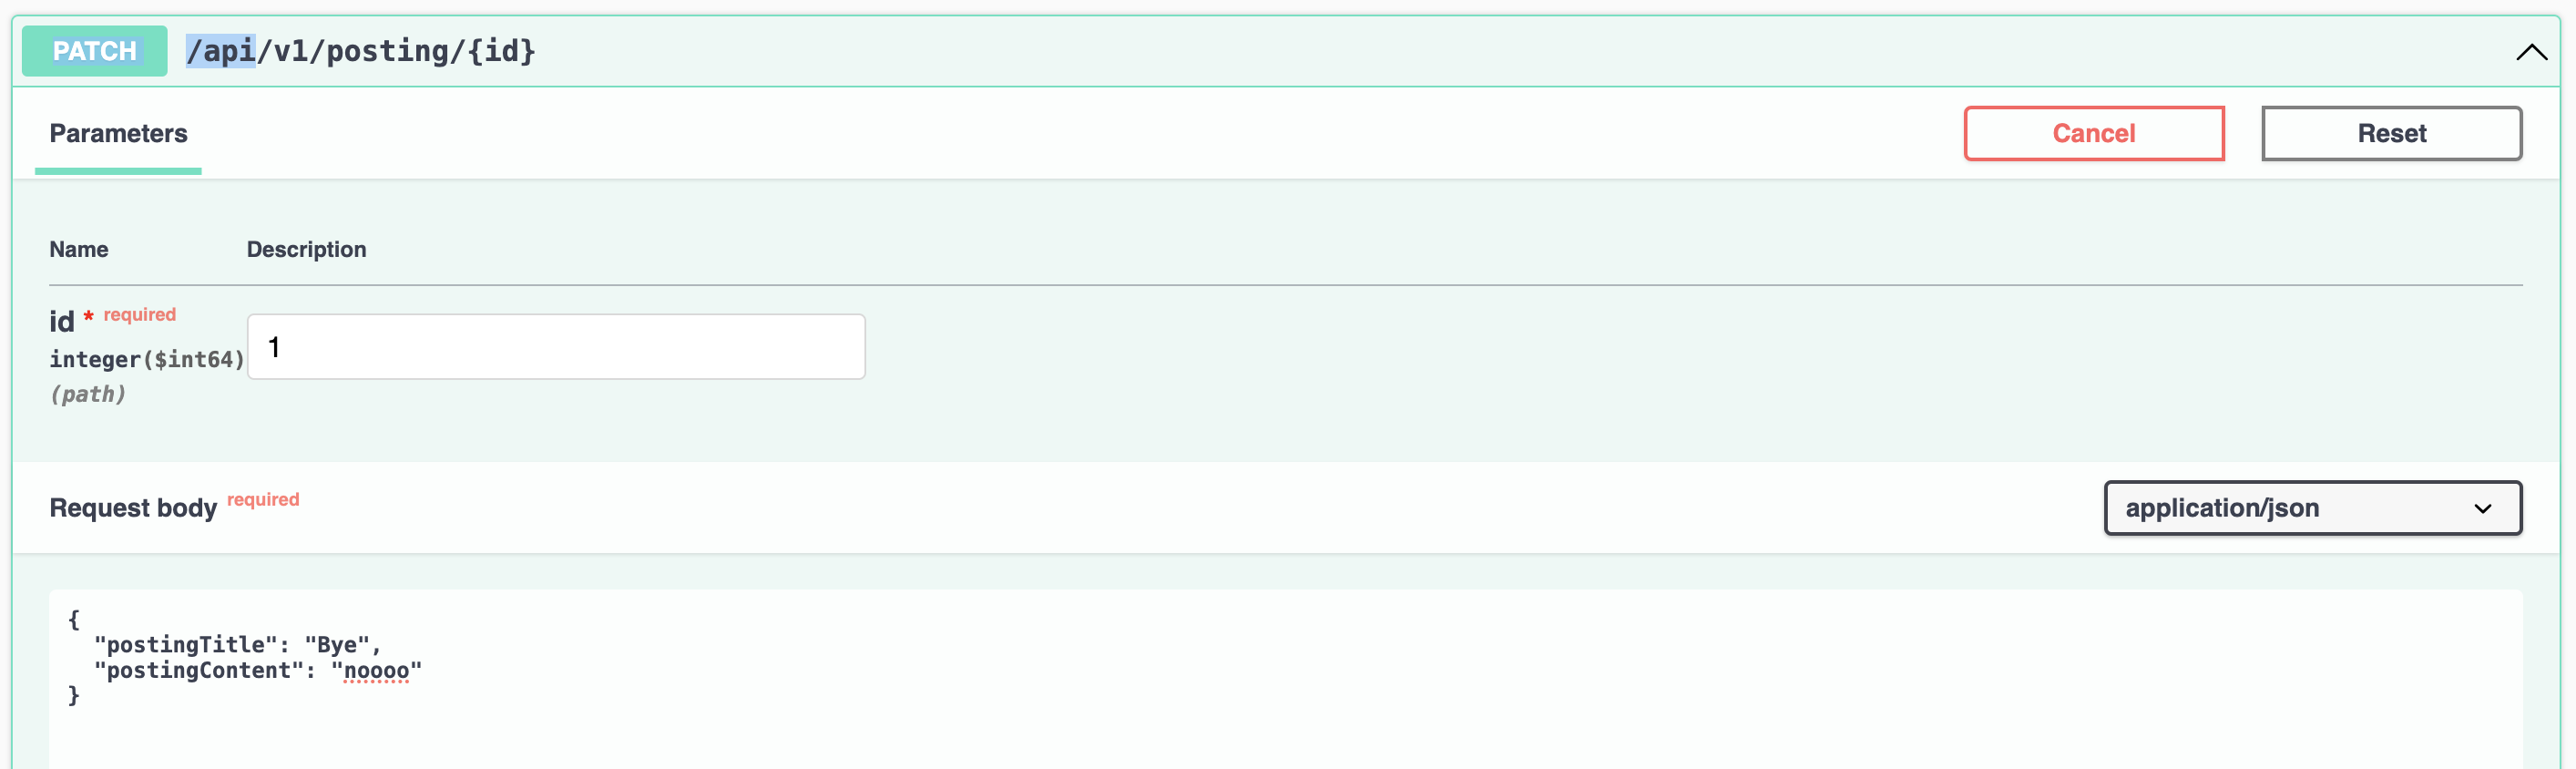 PATCH /api/v1/posting/{id}
Parameters
Cancel
Reset
Name Description
id * required
integer($int64)
(path)
1
Request body required
application/json
{
  "postingTitle": "Bye",
  "postingContent": "noooo"
}